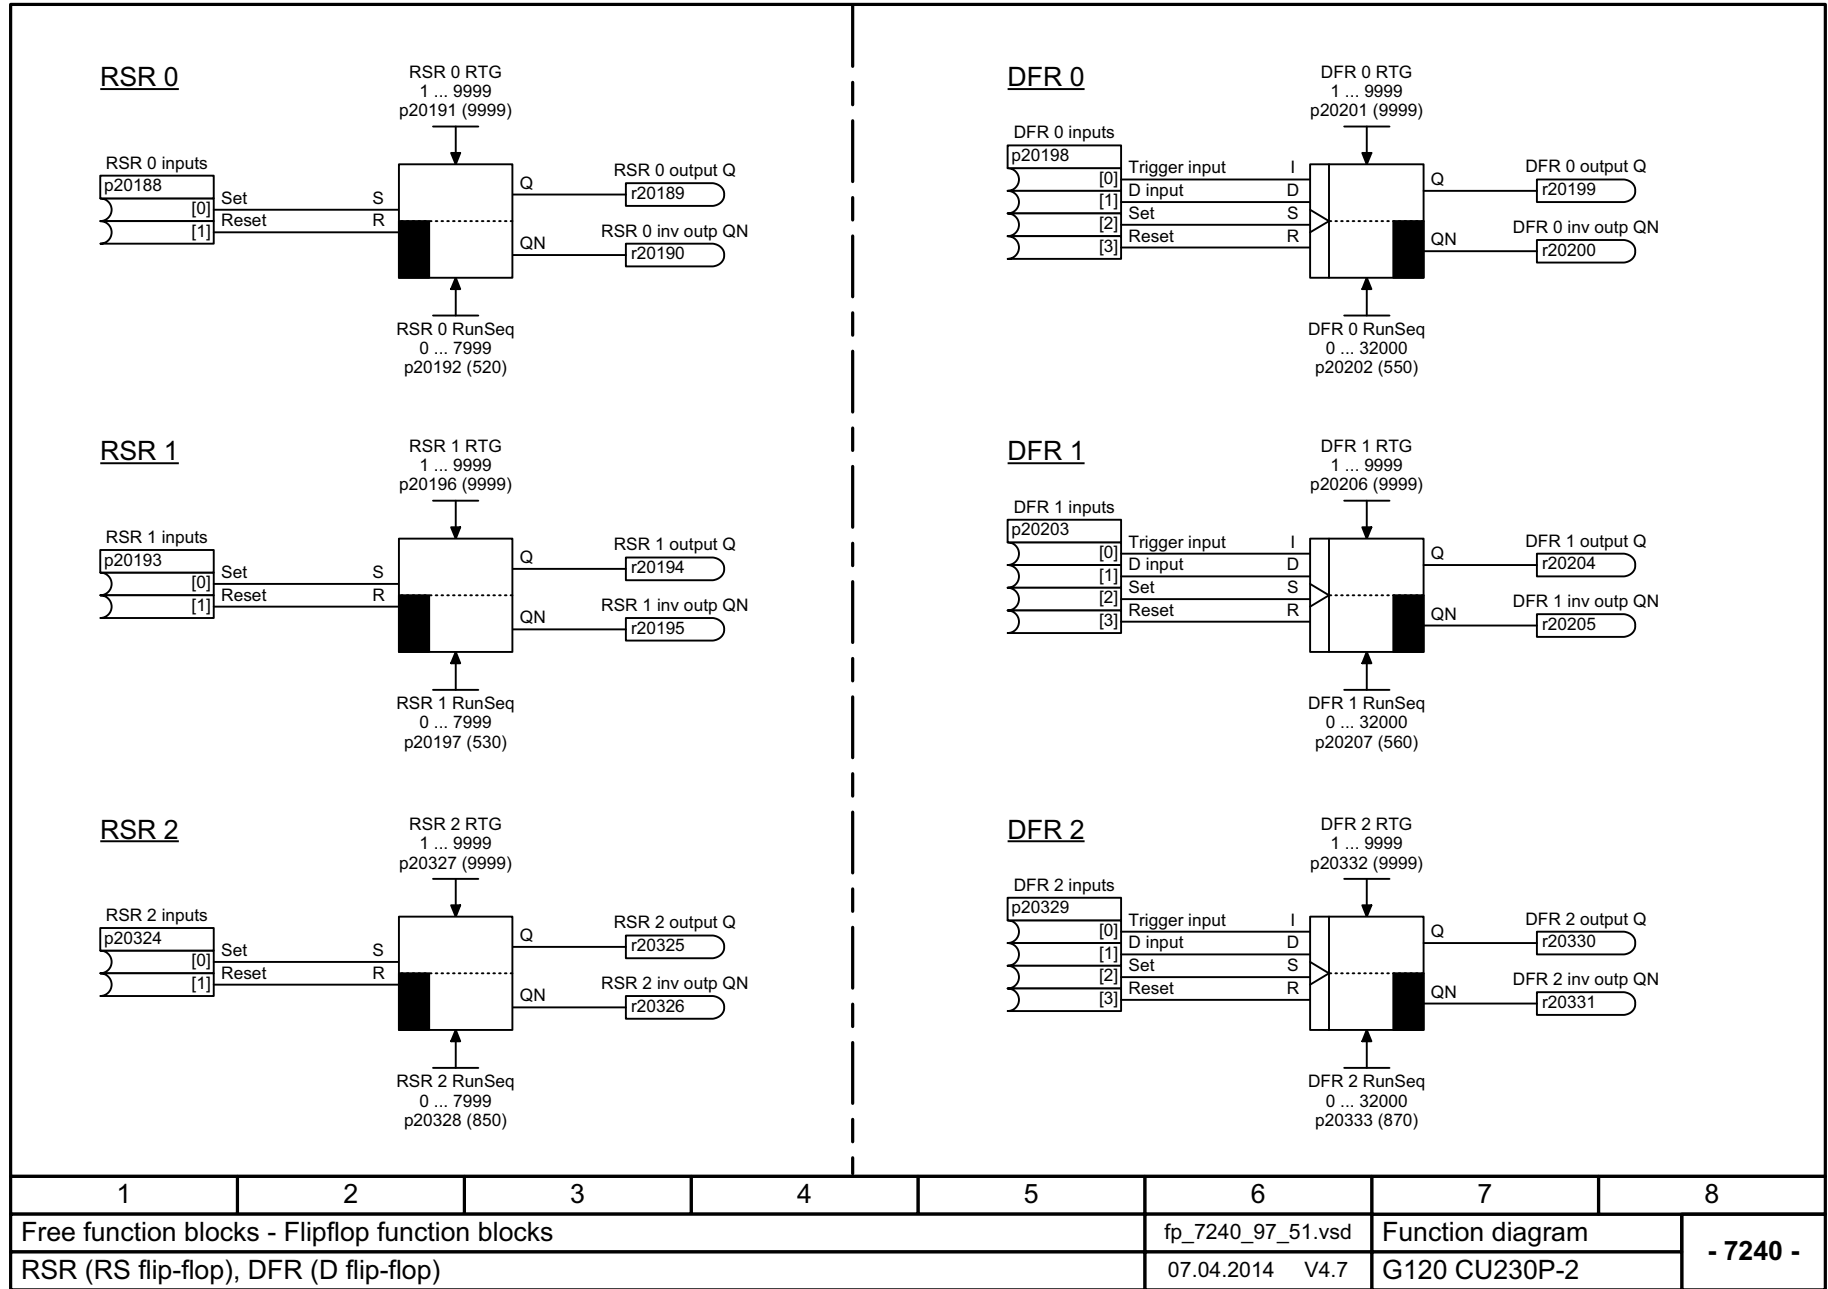 RSR 0
RSR 0 RTG
1 ... 9999
p20191 (9999)
RSR 0 inputs
p20188
[0] Set S
[1] Reset R
Q
RSR 0 output Q
r20189
QN
RSR 0 inv outp QN
r20190
RSR 0 RunSeq
0 ... 7999
p20192 (520)
RSR 1
RSR 1 RTG
1 ... 9999
p20196 (9999)
RSR 1 inputs
p20193
[0] Set S
[1] Reset R
Q
RSR 1 output Q
r20194
QN
RSR 1 inv outp QN
r20195
RSR 1 RunSeq
0 ... 7999
p20197 (530)
RSR 2
RSR 2 RTG
1 ... 9999
p20327 (9999)
RSR 2 inputs
p20324
[0] Set S
[1] Reset R
Q
RSR 2 output Q
r20325
QN
RSR 2 inv outp QN
r20326
RSR 2 RunSeq
0 ... 7999
p20328 (850)
DFR 0
DFR 0 RTG
1 ... 9999
p20201 (9999)
DFR 0 inputs
p20198
[0] Trigger input I
[1] D input D
[2] Set S
[3] Reset R
Q
DFR 0 output Q
r20199
QN
DFR 0 inv outp QN
r20200
DFR 0 RunSeq
0 ... 32000
p20202 (550)
DFR 1
DFR 1 RTG
1 ... 9999
p20206 (9999)
DFR 1 inputs
p20203
[0] Trigger input I
[1] D input D
[2] Set S
[3] Reset R
Q
DFR 1 output Q
r20204
QN
DFR 1 inv outp QN
r20205
DFR 1 RunSeq
0 ... 32000
p20207 (560)
DFR 2
DFR 2 RTG
1 ... 9999
p20332 (9999)
DFR 2 inputs
p20329
[0] Trigger input I
[1] D input D
[2] Set S
[3] Reset R
Q
DFR 2 output Q
r20330
QN
DFR 2 inv outp QN
r20331
DFR 2 RunSeq
0 ... 32000
p20333 (870)
1 2 3 4 5 6 7 8
Free function blocks - Flipflop function blocks
fp_7240_97_51.vsd
Function diagram
- 7240 -
RSR (RS flip-flop), DFR (D flip-flop)
07.04.2014 V4.7
G120 CU230P-2